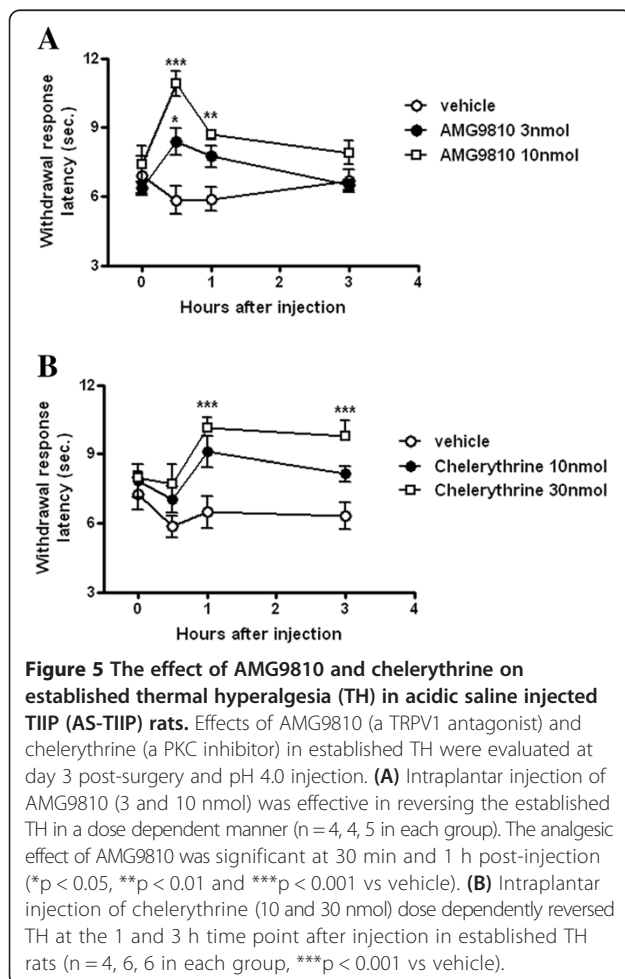 A
12
9
6
3
Withdrawal response
latency (sec.)
***
*
**
vehicle
AMG9810 3nmol
AMG9810 10nmol
0 1 2 3 4
Hours after injection
B
12
9
6
3
Withdrawal response
latency (sec.)
***
***
vehicle
Chelerythrine 10nmol
Chelerythrine 30nmol
0 1 2 3 4
Hours after injection
Figure 5 The effect of AMG9810 and chelerythrine on
established thermal hyperalgesia (TH) in acidic saline injected
TIIP (AS-TIIP) rats. Effects of AMG9810 (a TRPV1 antagonist) and
chelerythrine (a PKC inhibitor) in established TH were evaluated at
day 3 post-surgery and pH 4.0 injection. (A) Intraplantar injection of
AMG9810 (3 and 10 nmol) was effective in reversing the established
TH in a dose dependent manner (n = 4, 4, 5 in each group). The analgesic
effect of AMG9810 was significant at 30 min and 1 h post-injection
(*p < 0.05, **p < 0.01 and ***p < 0.001 vs vehicle). (B) Intraplantar
injection of chelerythrine (10 and 30 nmol) dose dependently reversed
TH at the 1 and 3 h time point after injection in established TH
rats (n = 4, 6, 6 in each group, ***p < 0.001 vs vehicle).